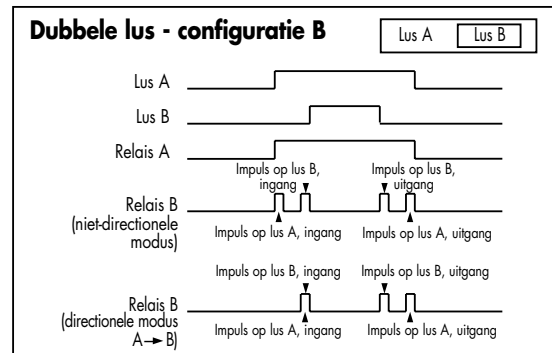 Dubbele lus - configuratie B
Lus A
Lus B
Lus A
Lus B
Relais A
Impuls op lus B,
ingang
Impuls op lus B,
uitgang
Relais B
(niet-directionele
modus)
Impuls op lus A, ingang
Impuls op lus A, uitgang
Impuls op lus B, ingang
Impuls op lus B, uitgang
Relais B
(directionele modus
A→B)
Impuls op lus A, ingang
Impuls op lus A, uitgang